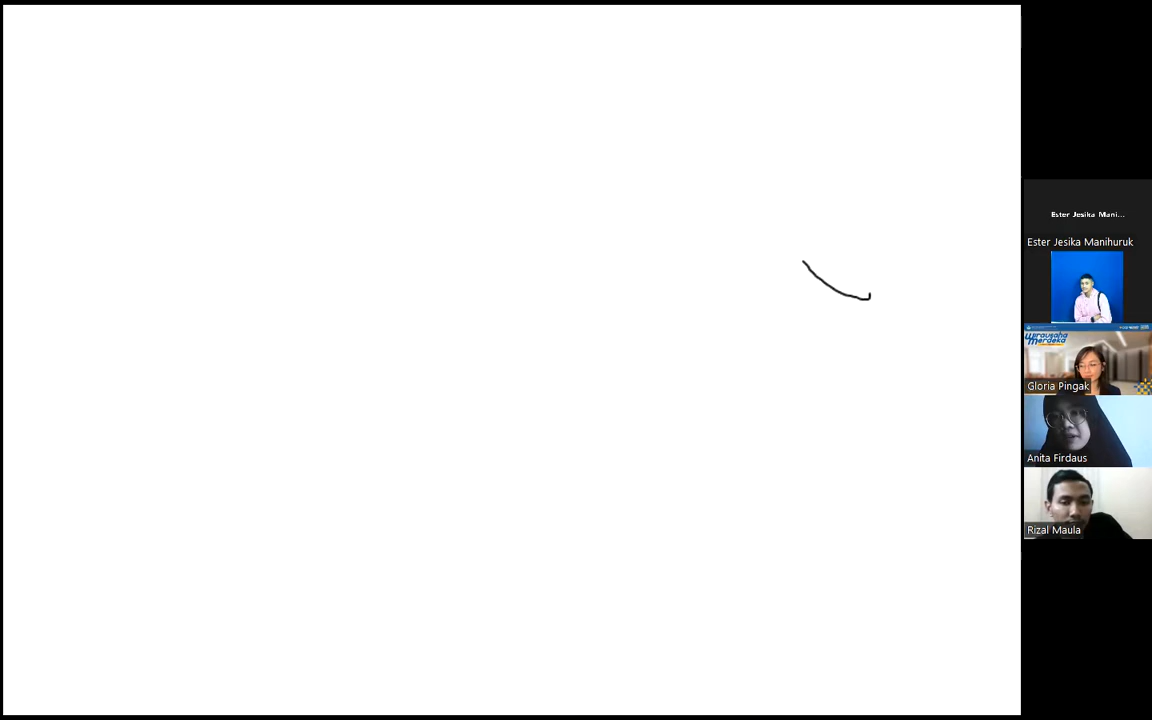 Ester Jesika Mani...
Ester Jesika Manihuruk
Wirausaha
Merdeka
Gloria Pingak
Anita Firdaus
Rizal Maula